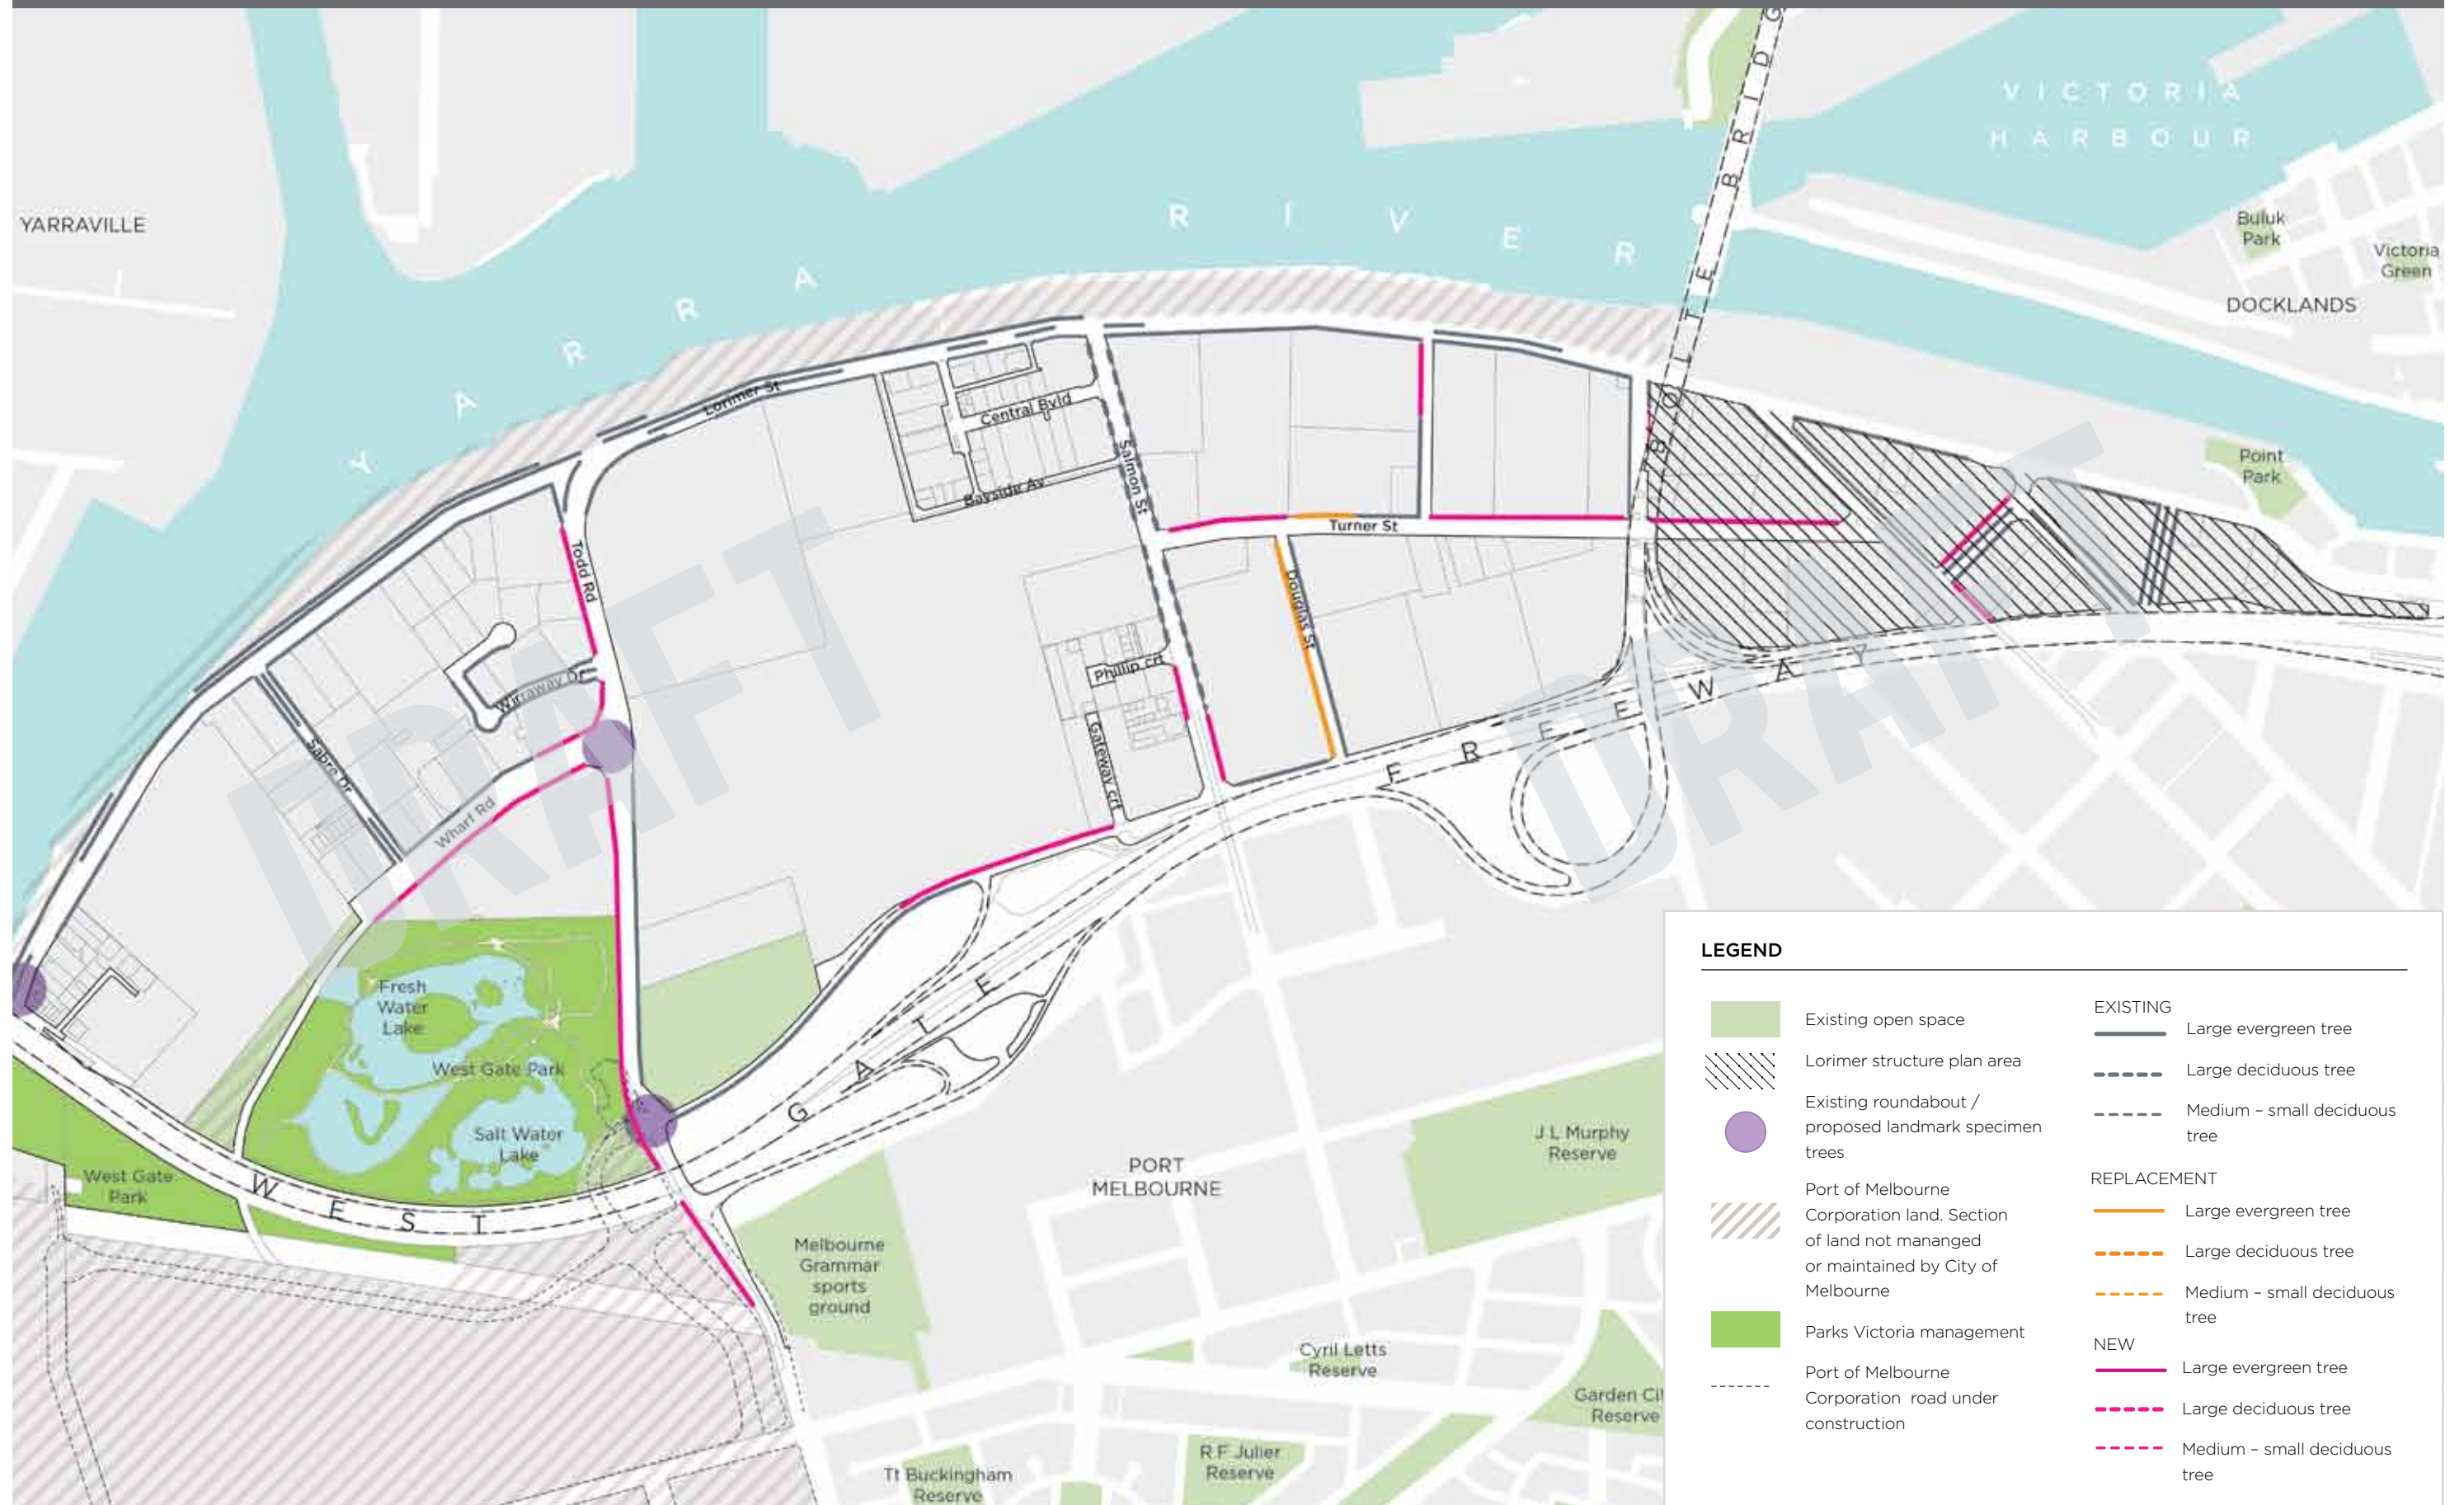 VICTORIA
HARBOUR
BOLTE BRIDG
YARRAVILLE
YARRA RIVER
Buluk
Park
Victoria
Green
DOCKLANDS
Point
Park
Lorimer St
Central Bvld
Bayside Av
Salmon St
Turner St
Todd Rd
Douglas St
Wirraway Dr
Phillip crt
Gateway crt
Sabre Dr
Wharf Rd
DRAFT
DRAFT
WEST GATE FREEWAY
Fresh
Water
Lake
West Gate Park
Salt Water
Lake
West Gate
Park
PORT
MELBOURNE
J L Murphy
Reserve
Melbourne
Grammar
sports
ground
Cyril Letts
Reserve
Garden Cit
Reserve
R F Julier
Reserve
Tt Buckingham
Reserve
LEGEND
Existing open space
Lorimer structure plan area
Existing roundabout /
proposed landmark specimen
trees
Port of Melbourne
Corporation land. Section
of land not mananged
or maintained by City of
Melbourne
Parks Victoria management
Port of Melbourne
Corporation road under
construction
EXISTING
Large evergreen tree
Large deciduous tree
Medium – small deciduous
tree
REPLACEMENT
Large evergreen tree
Large deciduous tree
Medium – small deciduous
tree
NEW
Large evergreen tree
Large deciduous tree
Medium – small deciduous
tree